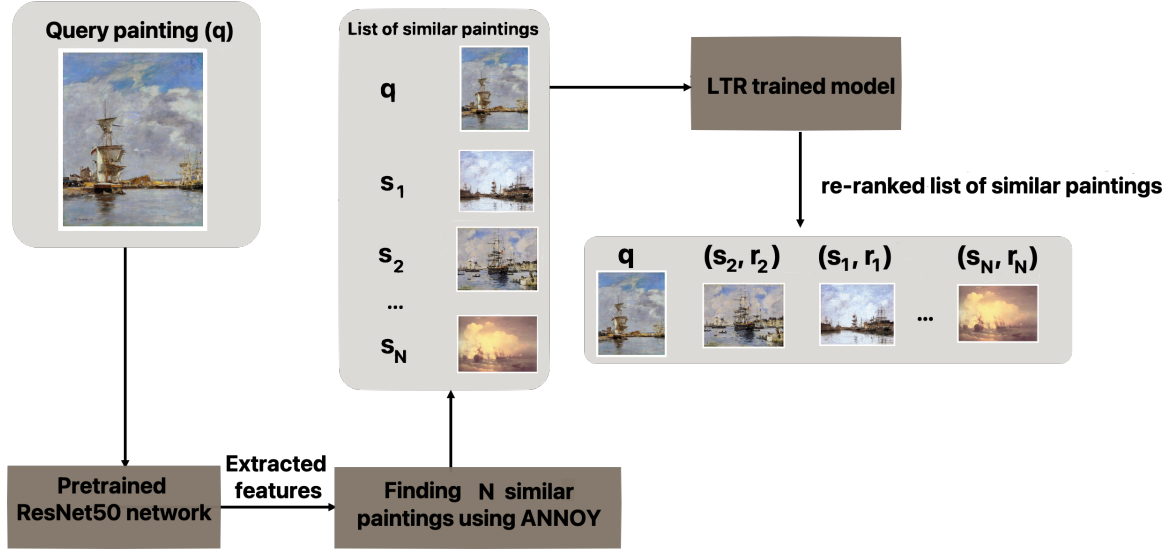 Query painting (q)
List of similar paintings
q
s1
s2
...
sN
LTR trained model
re-ranked list of similar paintings
q (s2, r2) (s1, r1) ... (sN, rN)
Pretrained
ResNet50 network
Extracted
features
Finding N similar
paintings using ANNOY